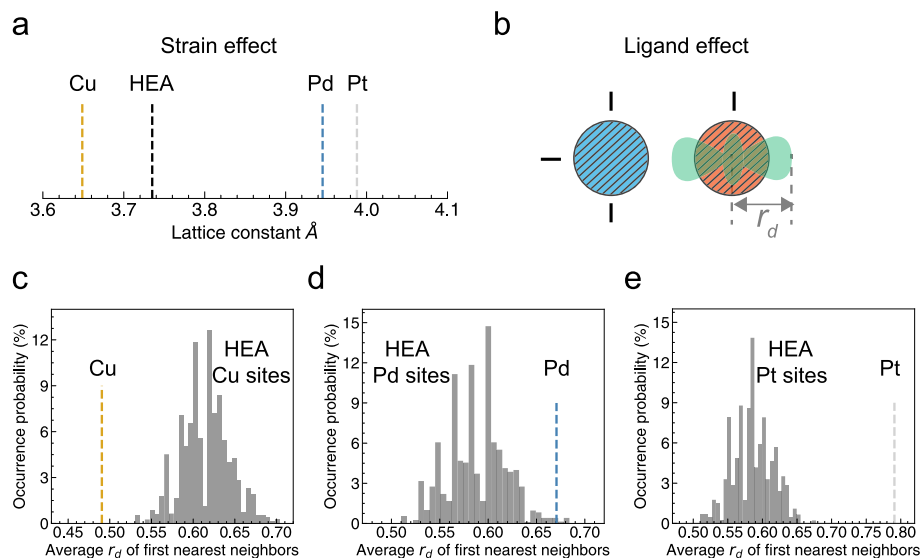 a
Strain effect
Cu HEA Pd Pt
3.6 3.7 3.8 3.9 4.0 4.1
Lattice constant Å
b
Ligand effect
r_d
c
Occurrence probability (%)
12
9
6
3
0
Cu
HEA
Cu sites
0.45 0.50 0.55 0.60 0.65 0.70
Average r_d of first nearest neighbors
d
Occurrence probability (%)
15
12
9
6
3
0
HEA
Pd sites
Pd
0.50 0.60 0.70
Average r_d of first nearest neighbors
e
Occurrence probability (%)
15
12
9
6
3
0
HEA
Pt sites
Pt
0.50 0.55 0.60 0.65 0.70 0.75 0.80
Average r_d of first nearest neighbors